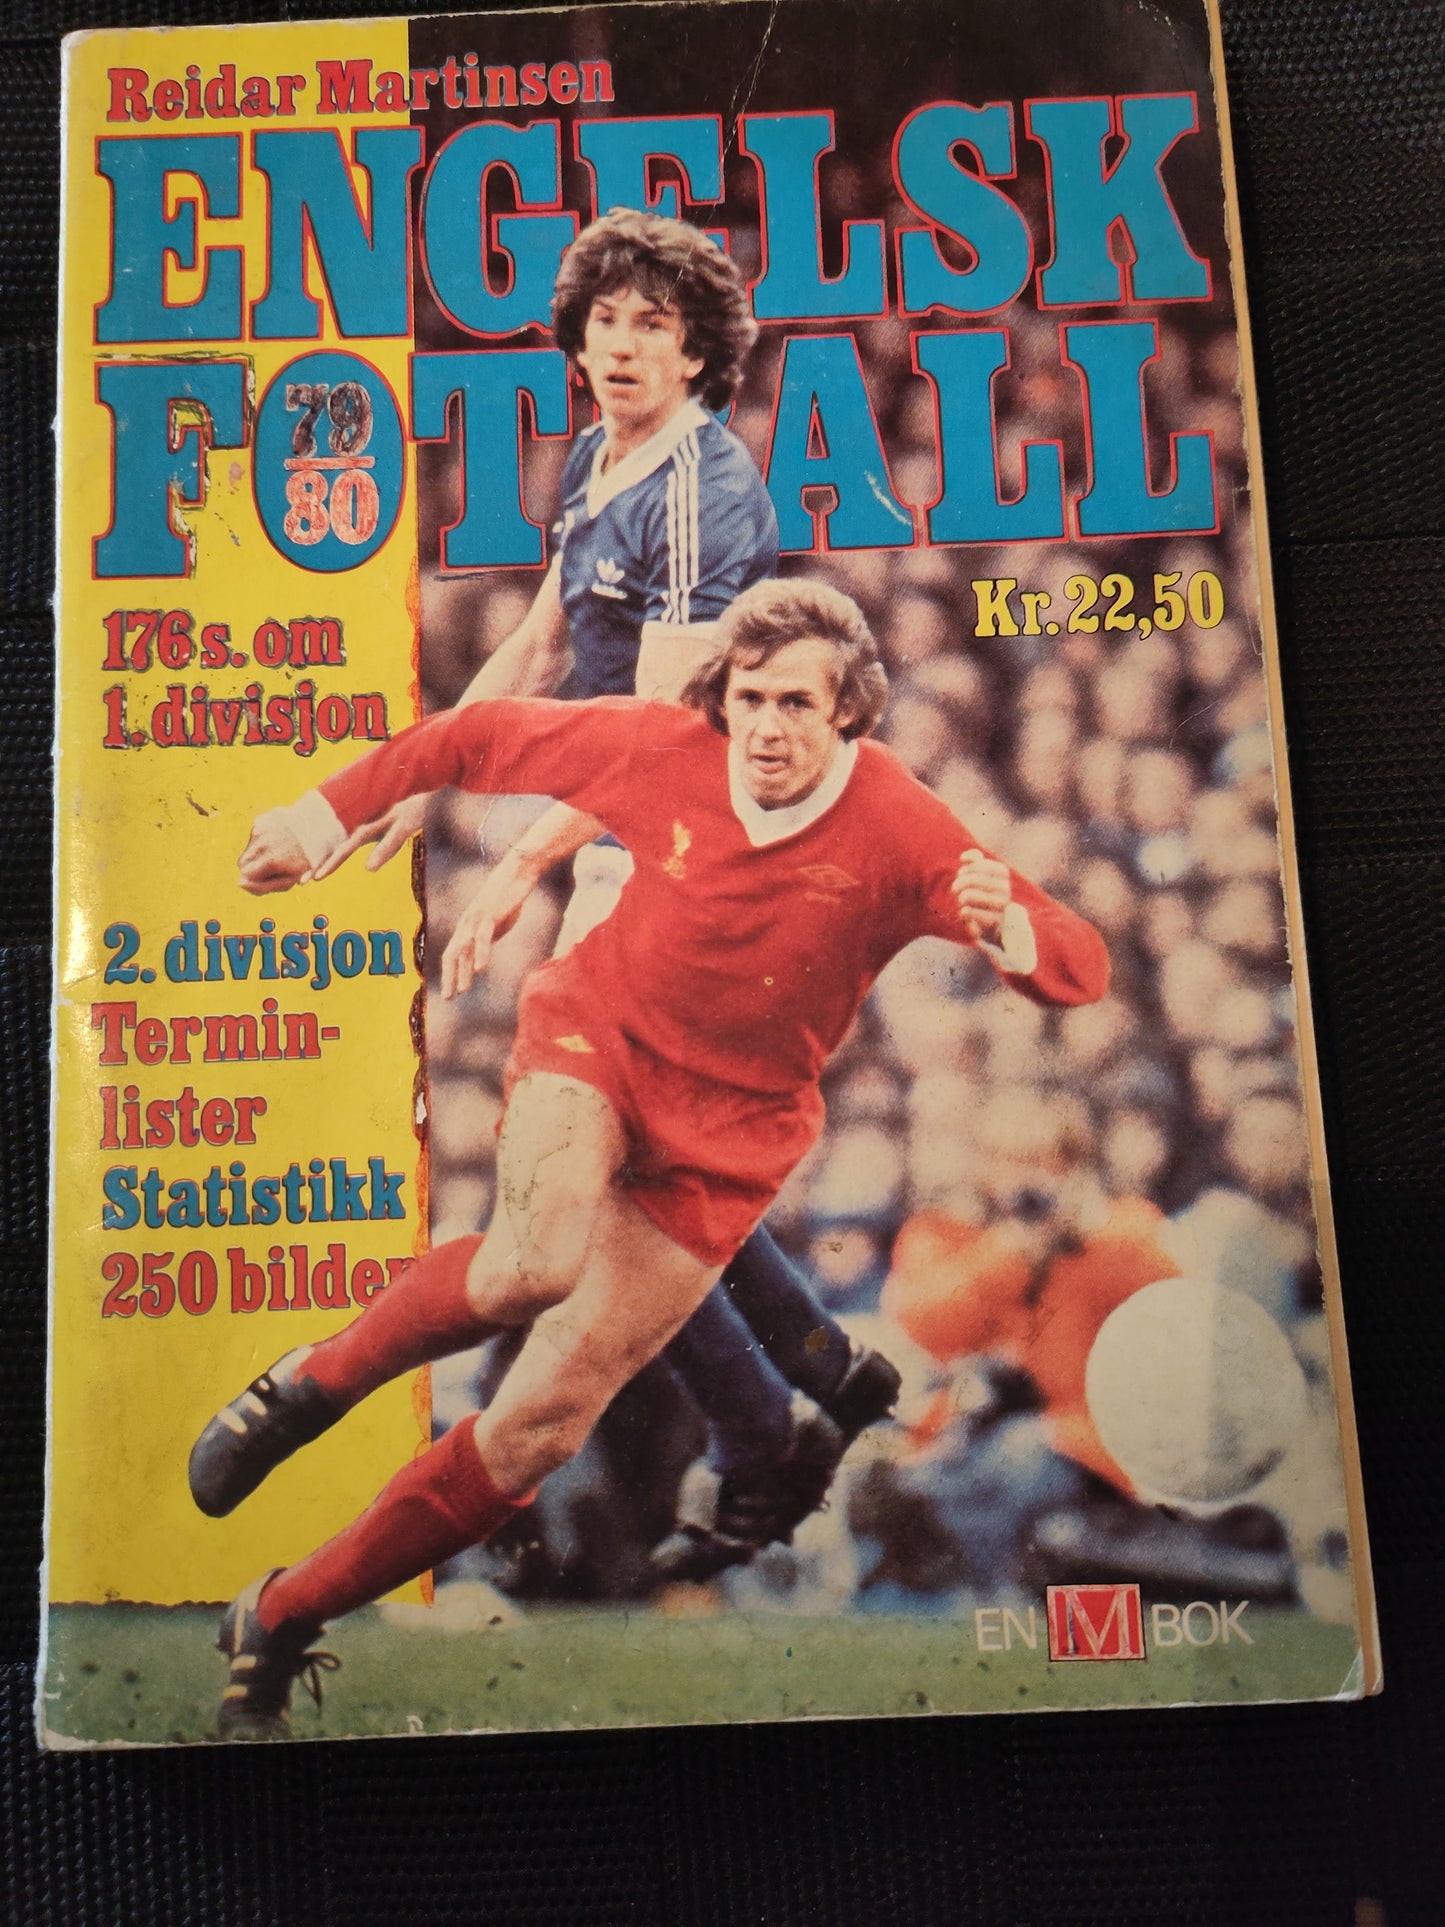 Reidar Martinsen
ENGELSK
FOTBALL
79
80
Kr. 22,50
176 s. om
1. divisjon
2. divisjon
Termin-
lister
Statistikk
250 bilder
EN M BOK